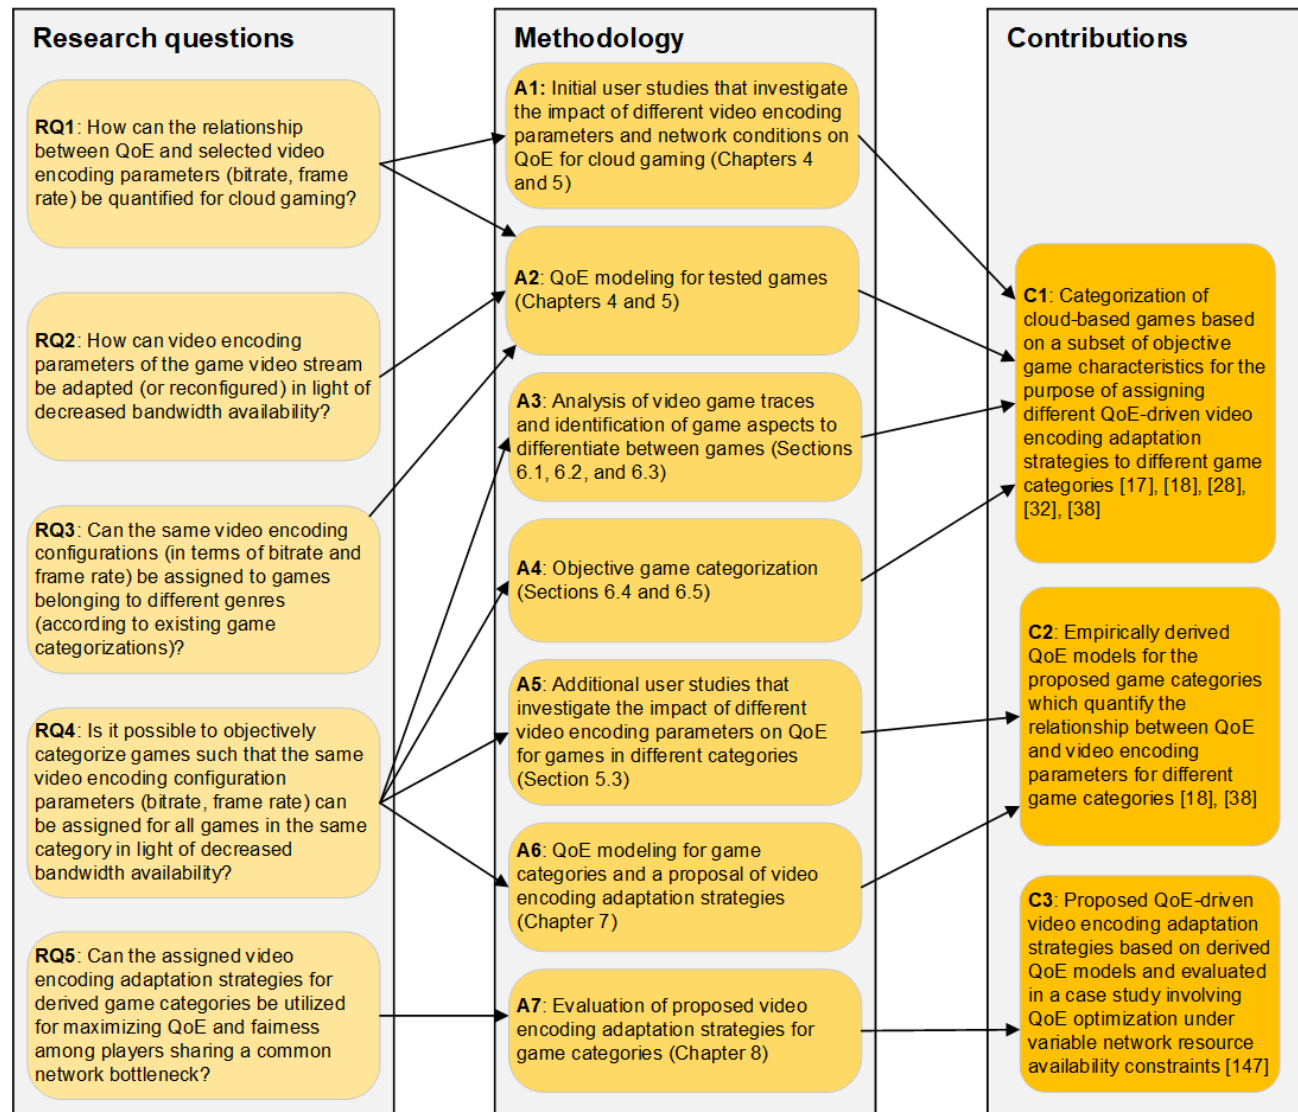 Research questions
RQ1: How can the relationship
between QoE and selected video
encoding parameters (bitrate, frame
rate) be quantified for cloud gaming?
RQ2: How can video encoding
parameters of the game video stream
be adapted (or reconfigured) in light of
decreased bandwidth availability?
RQ3: Can the same video encoding
configurations (in terms of bitrate and
frame rate) be assigned to games
belonging to different genres
(according to existing game
categorizations)?
RQ4: Is it possible to objectively
categorize games such that the same
video encoding configuration
parameters (bitrate, frame rate) can
be assigned for all games in the same
category in light of decreased
bandwidth availability?
RQ5: Can the assigned video
encoding adaptation strategies for
derived game categories be utilized
for maximizing QoE and fairness
among players sharing a common
network bottleneck?
Methodology
A1: Initial user studies that investigate
the impact of different video encoding
parameters and network conditions on
QoE for cloud gaming (Chapters 4
and 5)
A2: QoE modeling for tested games
(Chapters 4 and 5)
A3: Analysis of video game traces
and identification of game aspects to
differentiate between games (Sections
6.1, 6.2, and 6.3)
A4: Objective game categorization
(Sections 6.4 and 6.5)
A5: Additional user studies that
investigate the impact of different
video encoding parameters on QoE
for games in different categories
(Section 5.3)
A6: QoE modeling for game
categories and a proposal of video
encoding adaptation strategies
(Chapter 7)
A7: Evaluation of proposed video
encoding adaptation strategies for
game categories (Chapter 8)
Contributions
C1: Categorization of
cloud-based games based
on a subset of objective
game characteristics for the
purpose of assigning
different QoE-driven video
encoding adaptation
strategies to different game
categories [17], [18], [28],
[32], [38]
C2: Empirically derived
QoE models for the
proposed game categories
which quantify the
relationship between QoE
and video encoding
parameters for different
game categories [18], [38]
C3: Proposed QoE-driven
video encoding adaptation
strategies based on derived
QoE models and evaluated
in a case study involving
QoE optimization under
variable network resource
availability constraints [147]